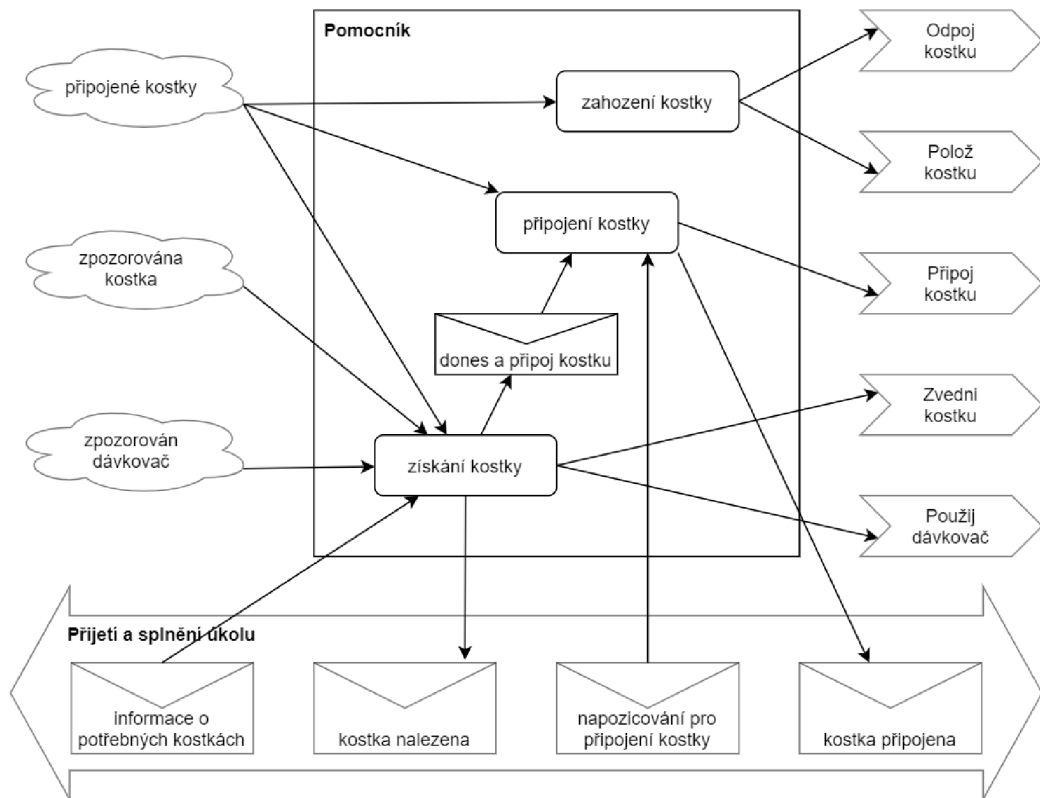 Pomocník
Odpoj
kostku
připojené kostky
zahození kostky
Polož
kostku
připojení kostky
zpozorována
kostka
Připoj
kostku
dones a připoj kostku
Zvedni
kostku
zpozorován
dávkovač
získání kostky
Použij
dávkovač
Přijetí a splnění úkolu
informace o
potřebných kostkách
kostka nalezena
napozicování pro
připojení kostky
kostka připojena